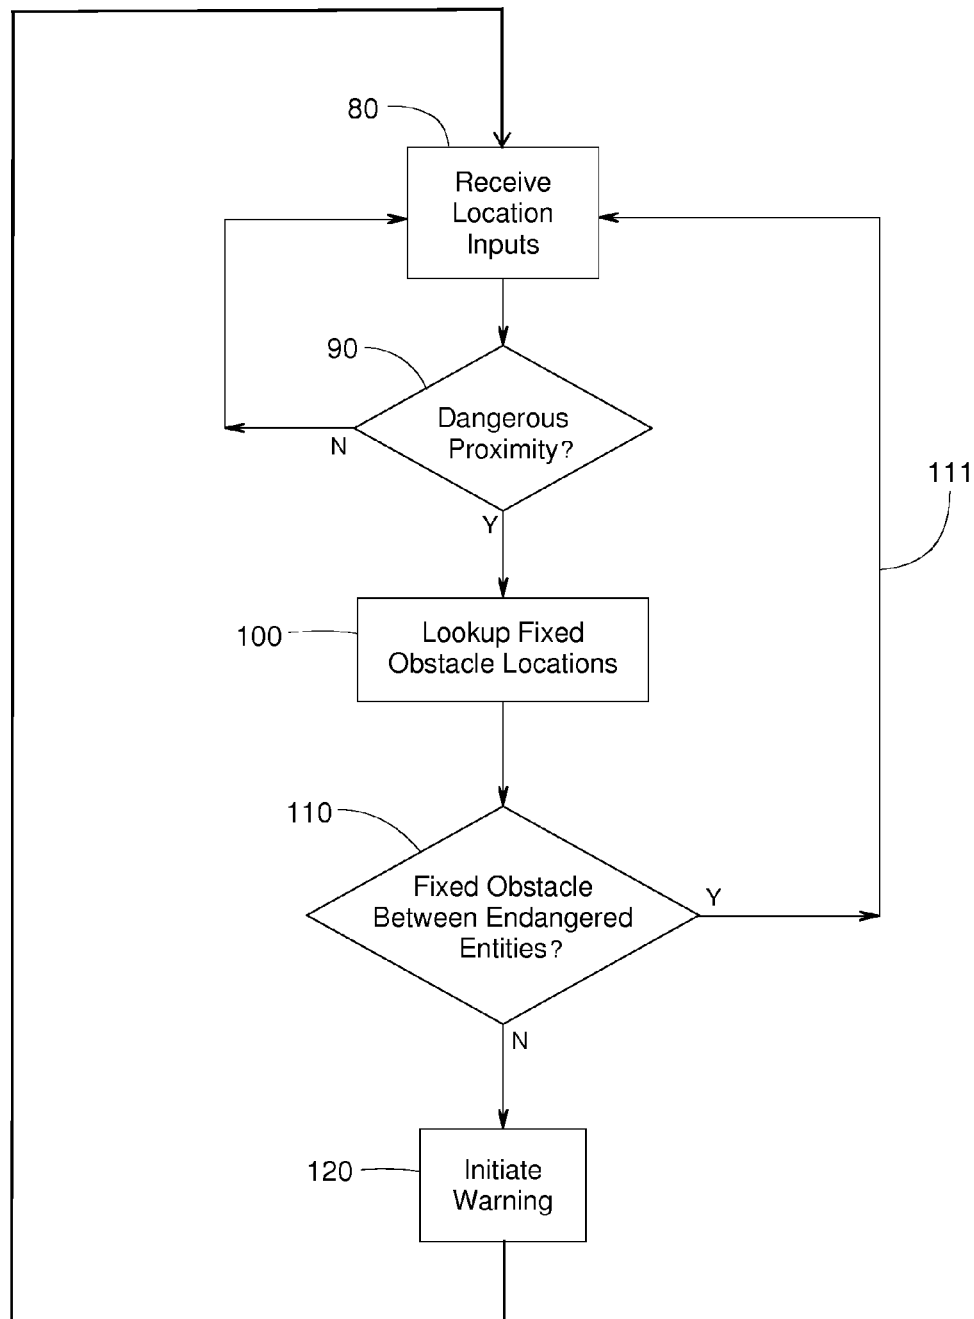 80
Receive
Location
Inputs
90
Dangerous
Proximity?
N
Y
111
100
Lookup Fixed
Obstacle Locations
110
Fixed Obstacle
Between Endangered
Entities?
Y
N
120
Initiate
Warning